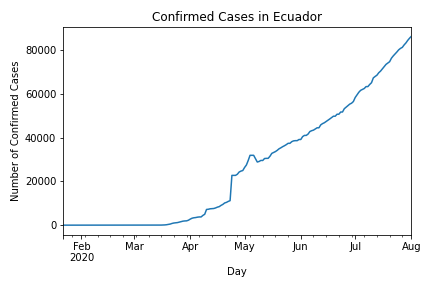 Confirmed Cases in Ecuador
Number of Confirmed Cases
80000
60000
40000
20000
0
Feb Mar Apr May Jun Jul Aug
2020
Day